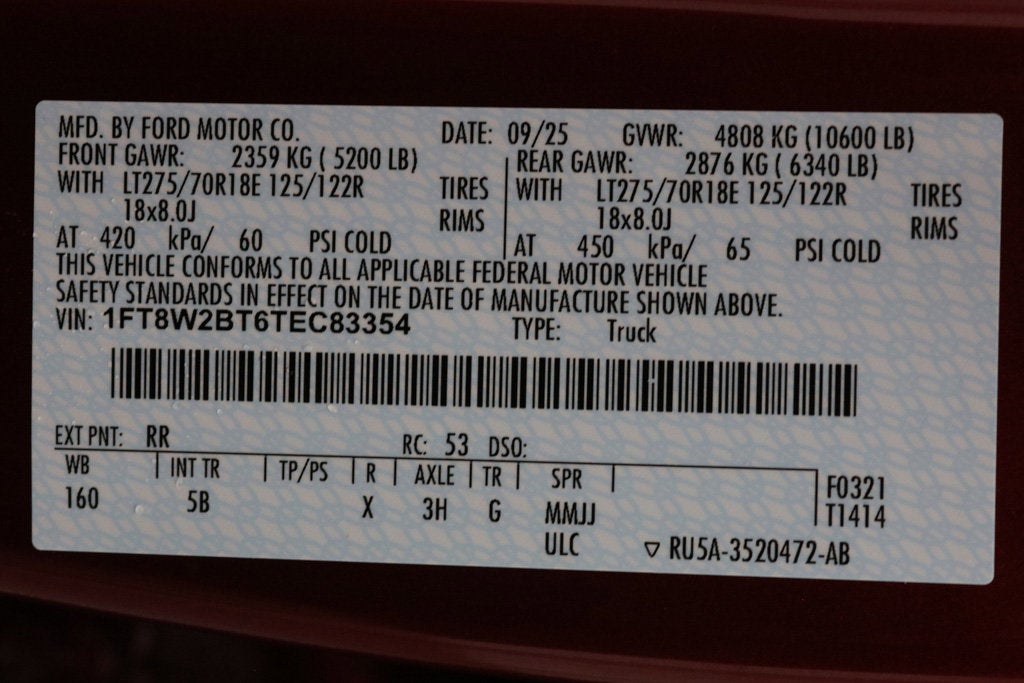 MFD. BY FORD MOTOR CO. DATE: 09/25 GVWR: 4808 KG (10600 LB)
FRONT GAWR: 2359 KG ( 5200 LB) REAR GAWR: 2876 KG ( 6340 LB)
WITH LT275/70R18E 125/122R TIRES WITH LT275/70R18E 125/122R TIRES
18x8.0J RIMS 18x8.0J RIMS
AT 420 kPa/ 60 PSI COLD AT 450 kPa/ 65 PSI COLD
THIS VEHICLE CONFORMS TO ALL APPLICABLE FEDERAL MOTOR VEHICLE
SAFETY STANDARDS IN EFFECT ON THE DATE OF MANUFACTURE SHOWN ABOVE.
VIN: 1FT8W2BT6TEC83354 TYPE: Truck
EXT PNT: RR RC: 53 DSO:
WB INT TR TP/PS R AXLE TR SPR F0321
160 5B X 3H G MMJJ T1414
ULC ▽ RU5A-3520472-AB